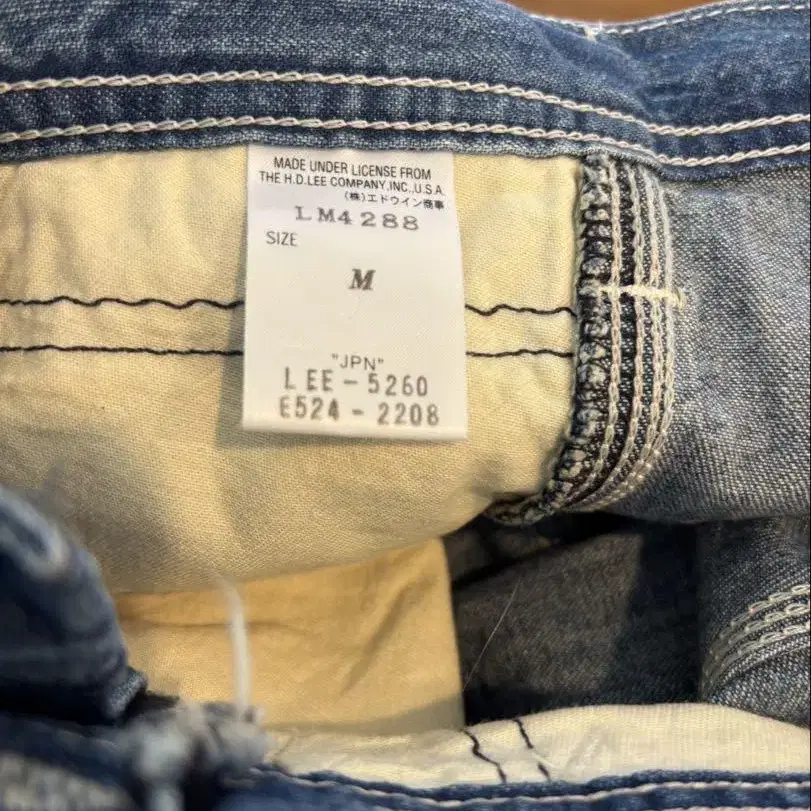 MADE UNDER LICENSE FROM
THE H.D.LEE COMPANY,INC.,U.S.A.
(株)エドウイン商事
LM4288
SIZE
M
"JPN"
LEE-5260
E524-2208